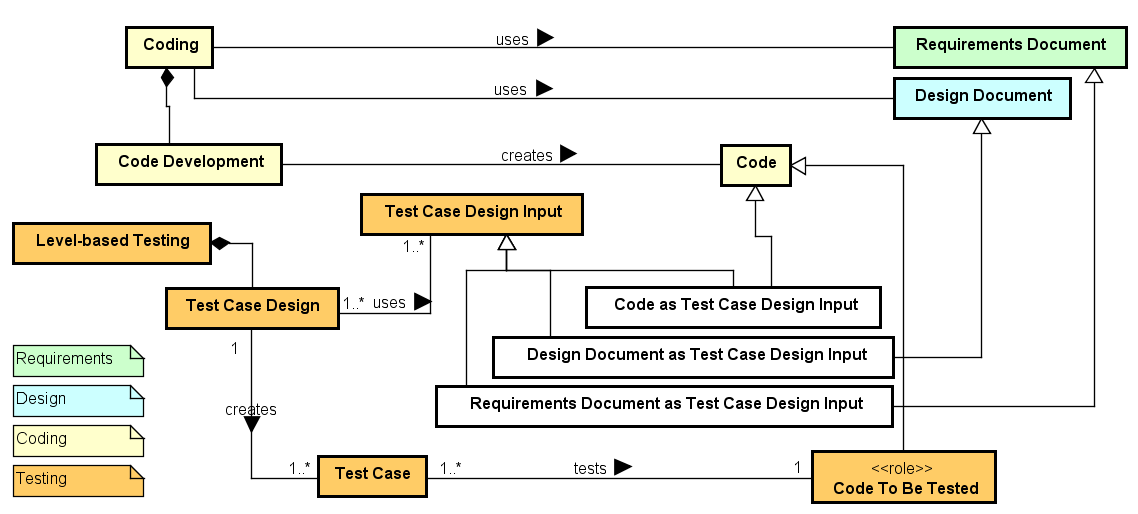 Coding
uses
Requirements Document
uses
Design Document
Code Development
creates
Code
Test Case Design Input
Level-based Testing
1..*
Test Case Design
1..*
uses
Code as Test Case Design Input
1
Design Document as Test Case Design Input
Requirements
Design
Requirements Document as Test Case Design Input
creates
Coding
Testing
1..*
Test Case
1..*
tests
1
<<role>>
Code To Be Tested